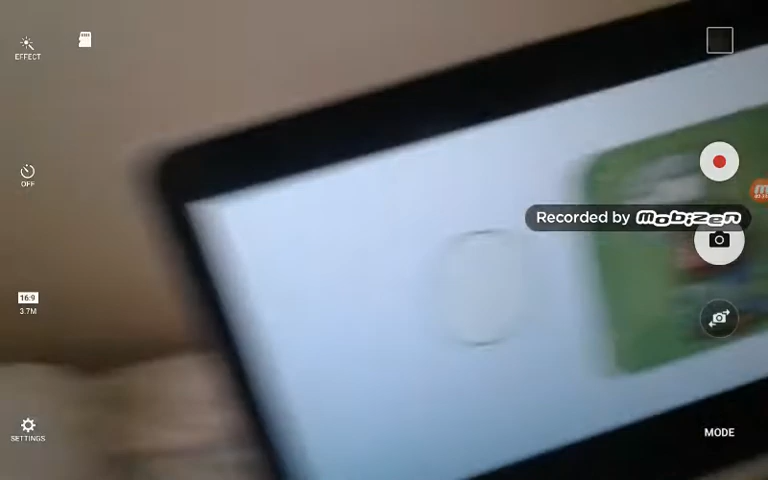 EFFECT
OFF
16:9
3.7M
SETTINGS
Recorded by Mobizen
MODE